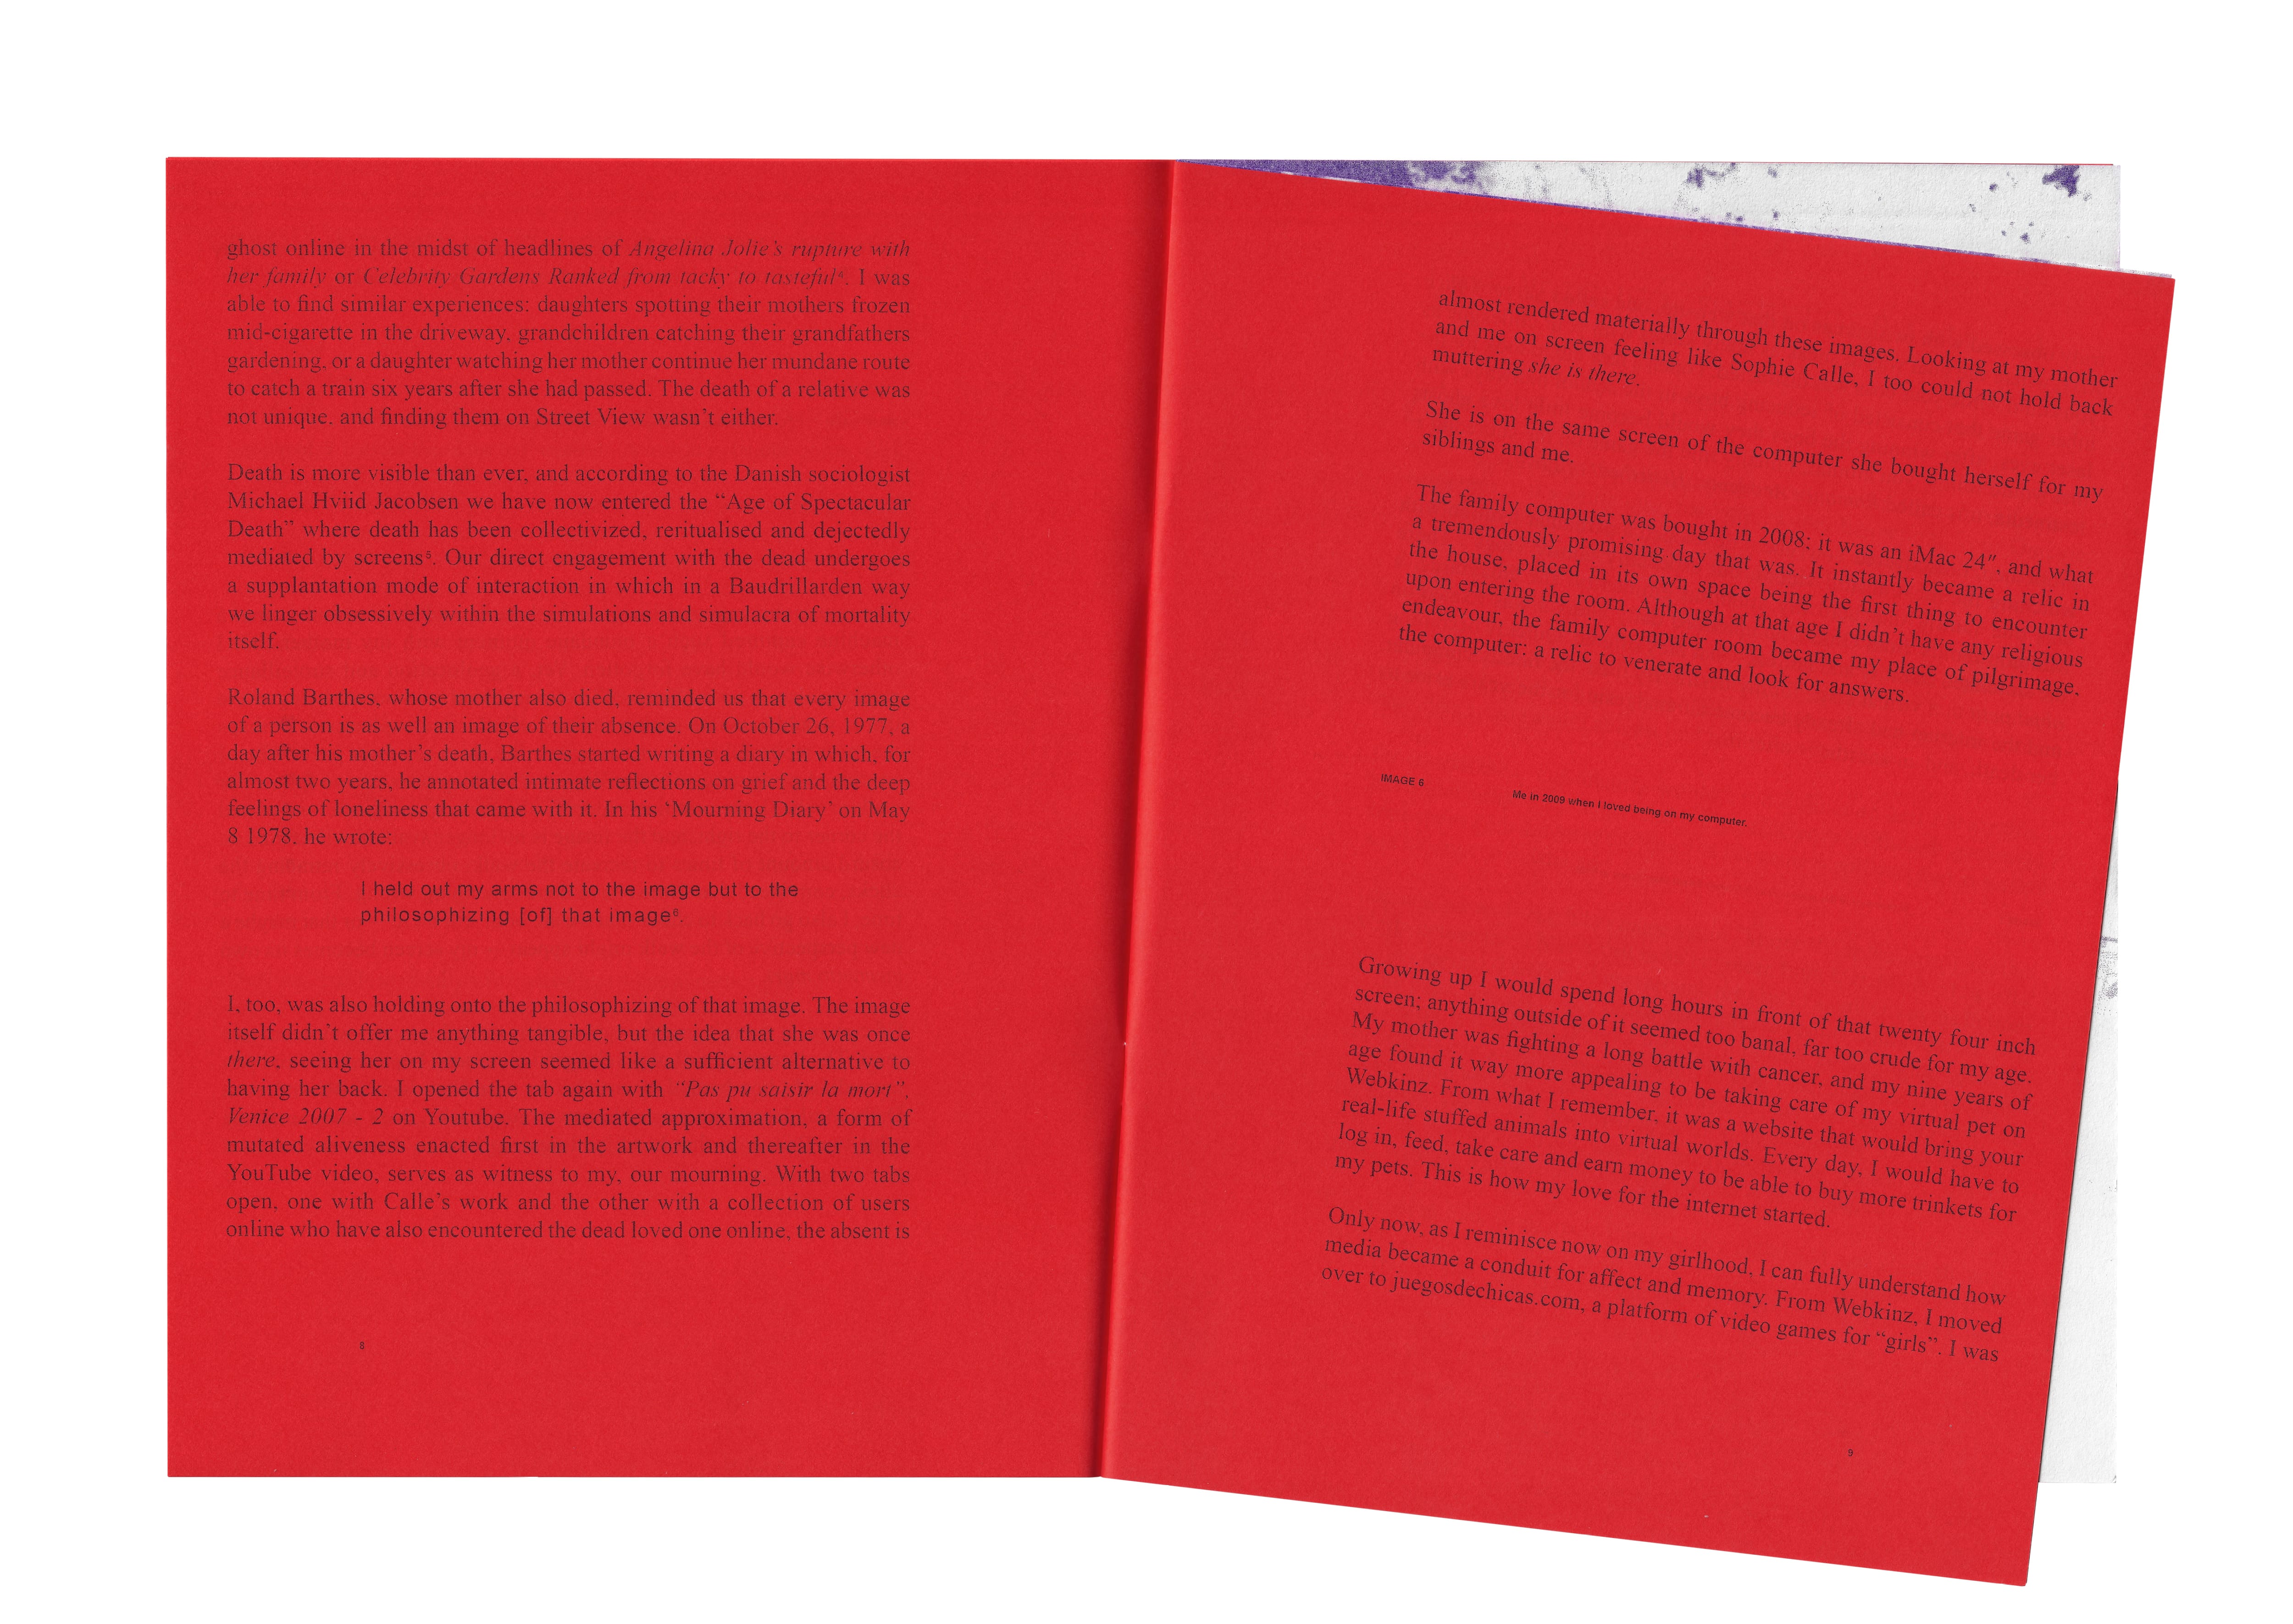 ghost online in the midst of headlines of Angelina Jolie's rupture with
her family or Celebrity Gardens Ranked from tacky to tasteful⁴. I was
able to find similar experiences: daughters spotting their mothers frozen
mid-cigarette in the driveway, grandchildren catching their grandfathers
gardening, or a daughter watching her mother continue her mundane route
to catch a train six years after she had passed. The death of a relative was
not unique, and finding them on Street View wasn't either.
Death is more visible than ever, and according to the Danish sociologist
Michael Hviid Jacobsen we have now entered the “Age of Spectacular
Death” where death has been collectivized, reritualised and dejectedly
mediated by screens⁵. Our direct engagement with the dead undergoes
a supplantation mode of interaction in which in a Baudrillarden way
we linger obsessively within the simulations and simulacra of mortality
itself.
Roland Barthes, whose mother also died, reminded us that every image
of a person is as well an image of their absence. On October 26, 1977, a
day after his mother's death, Barthes started writing a diary in which, for
almost two years, he annotated intimate reflections on grief and the deep
feelings of loneliness that came with it. In his ‘Mourning Diary’ on May
8 1978, he wrote:
I held out my arms not to the image but to the
philosophizing [of] that image⁶.
I, too, was also holding onto the philosophizing of that image. The image
itself didn't offer me anything tangible, but the idea that she was once
there, seeing her on my screen seemed like a sufficient alternative to
having her back. I opened the tab again with “Pas pu saisir la mort”,
Venice 2007 - 2 on Youtube. The mediated approximation, a form of
mutated aliveness enacted first in the artwork and thereafter in the
YouTube video, serves as witness to my, our mourning. With two tabs
open, one with Calle's work and the other with a collection of users
online who have also encountered the dead loved one online, the absent is
8
almost rendered materially through these images. Looking at my mother
and me on screen feeling like Sophie Calle, I too could not hold back
muttering she is there.
She is on the same screen of the computer she bought herself for my
siblings and me.
The family computer was bought in 2008; it was an iMac 24″, and what
a tremendously promising day that was. It instantly became a relic in
the house, placed in its own space being the first thing to encounter
upon entering the room. Although at that age I didn't have any religious
endeavour, the family computer room became my place of pilgrimage,
the computer: a relic to venerate and look for answers.
IMAGE 6
Me in 2009 when I loved being on my computer.
Growing up I would spend long hours in front of that twenty four inch
screen; anything outside of it seemed too banal, far too crude for my age.
My mother was fighting a long battle with cancer, and my nine years of
age found it way more appealing to be taking care of my virtual pet on
Webkinz. From what I remember, it was a website that would bring your
real-life stuffed animals into virtual worlds. Every day, I would have to
log in, feed, take care and earn money to be able to buy more trinkets for
my pets. This is how my love for the internet started.
Only now, as I reminisce now on my girlhood, I can fully understand how
media became a conduit for affect and memory. From Webkinz, I moved
over to juegosdechicas.com, a platform of video games for “girls”. I was
9